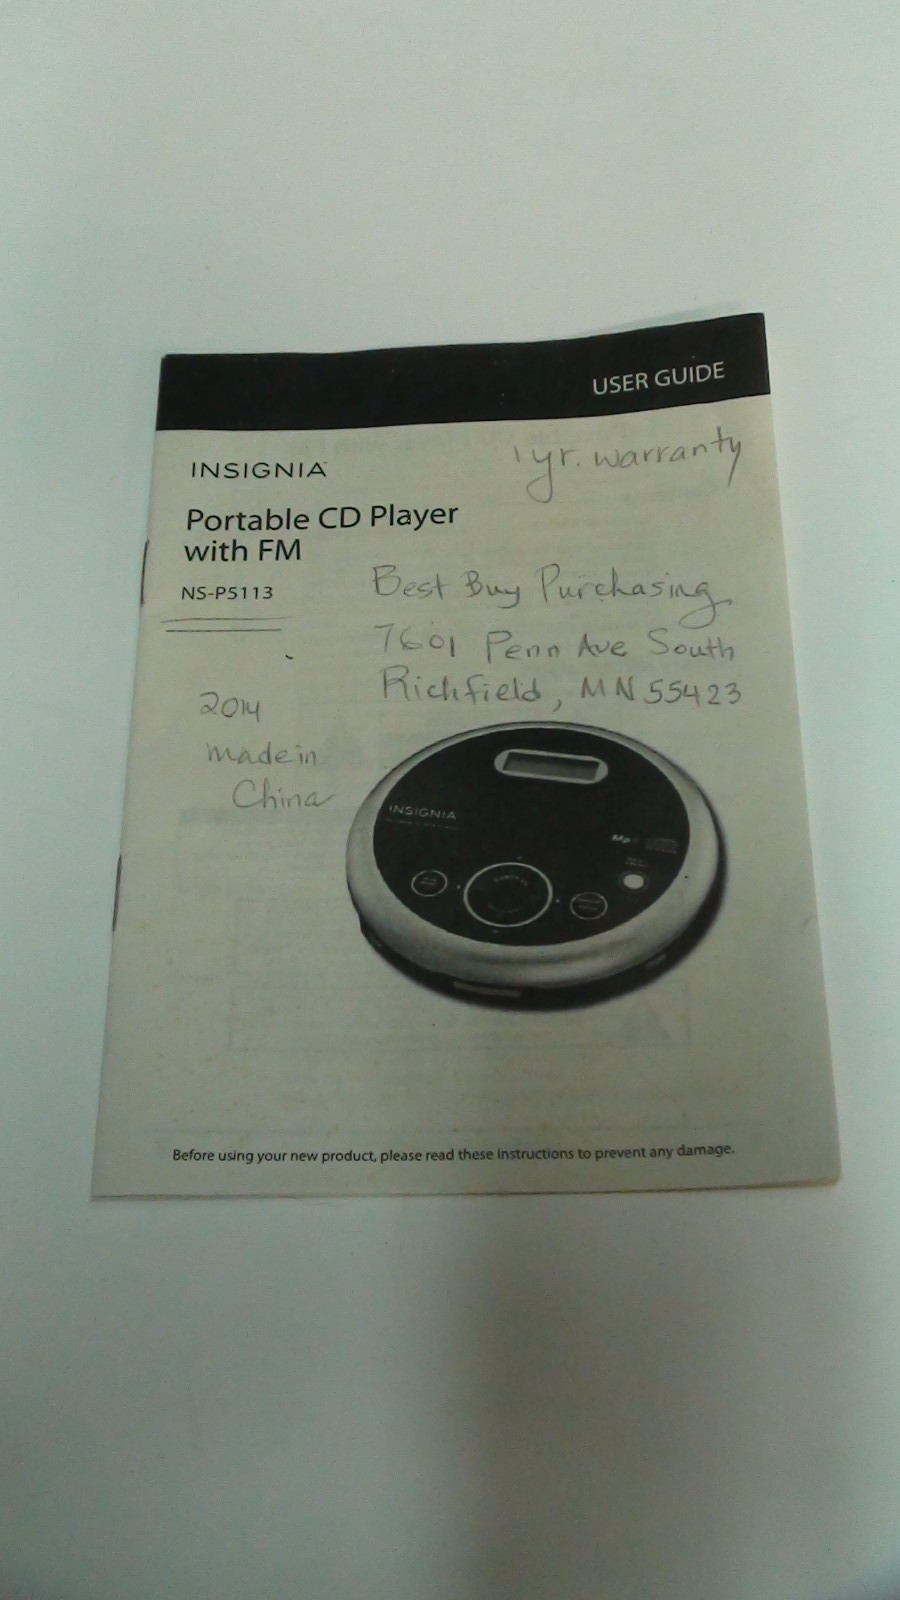 USER GUIDE
1 yr. warranty
INSIGNIA
Portable CD Player
with FM
NS-P5113
Best Buy Purchasing
7601 Penn Ave South
Richfield, MN 55423
2014
made in
China
INSIGNIA
Before using your new product, please read these instructions to prevent any damage.